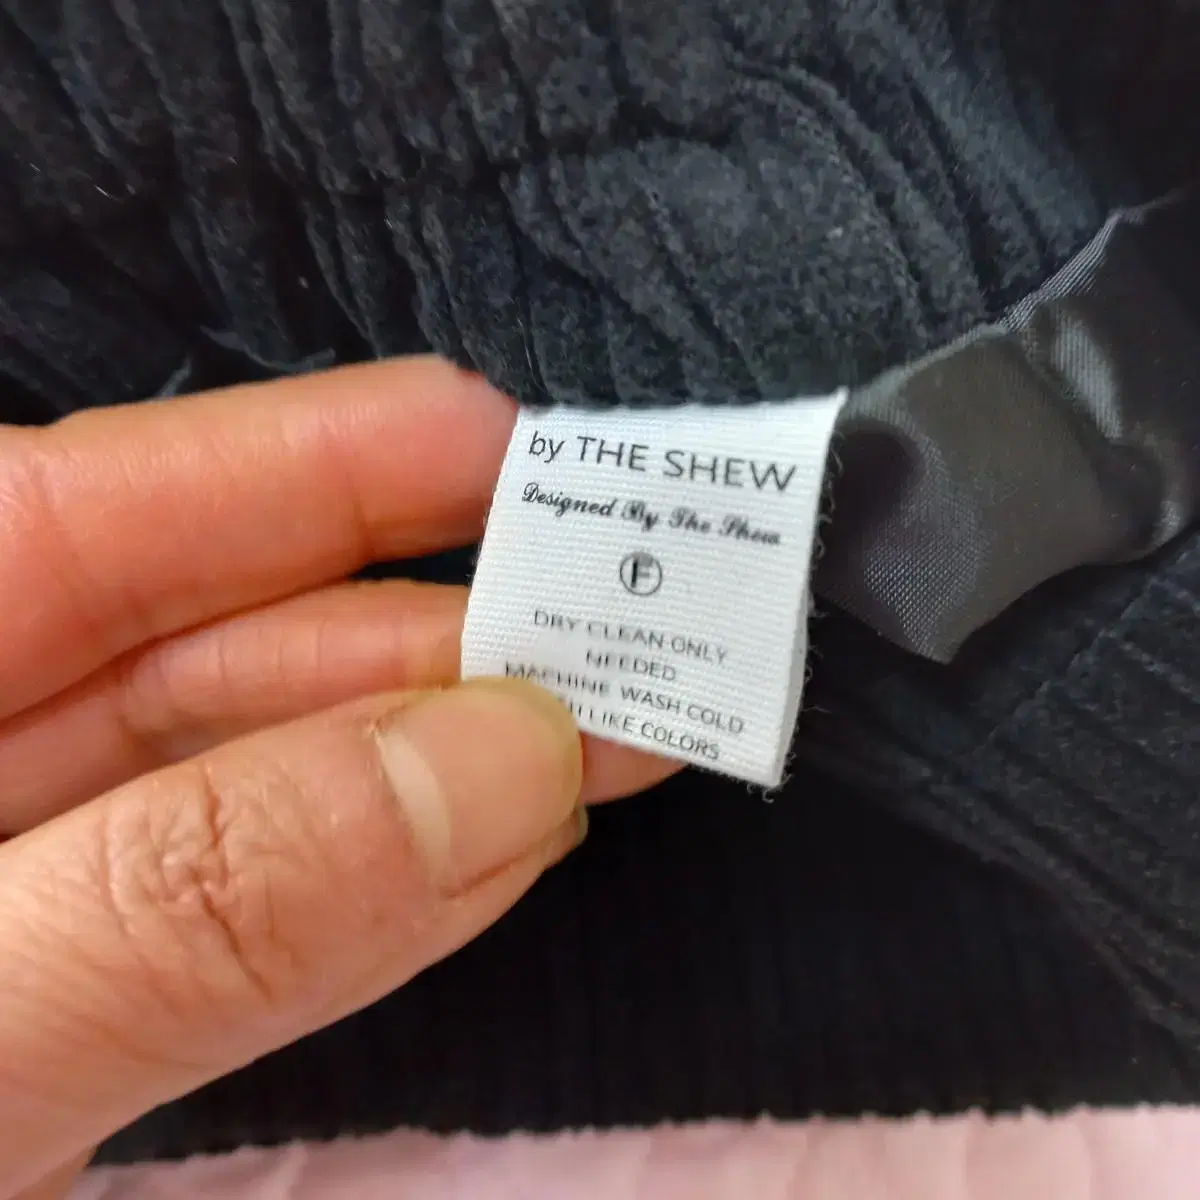 by THE SHEW
Designed By The Shew
F
DRY CLEAN ONLY
NEEDED
MACHINE WASH COLD
LIKE COLORS